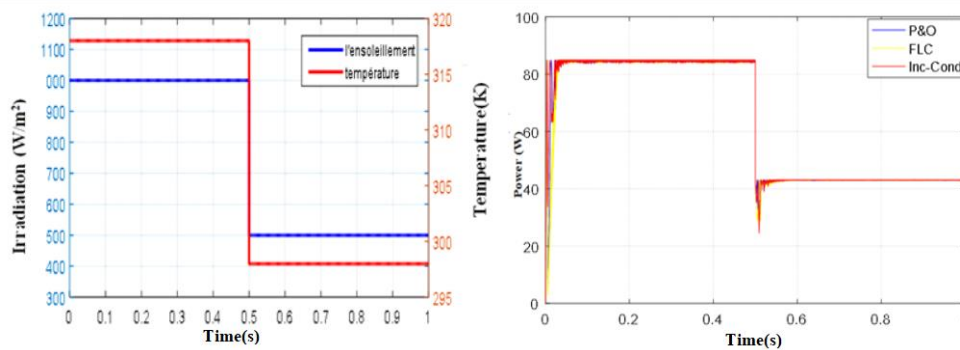 1200
1100
000
900
800
700
600
500
400
300
Irradiation (W/m²)
0 0.1 0.2 0.3 0.4 0.5 0.6 0.7 0.8 0.9 1
Time(s)
l'ensoleillement
température
320
315
310
305
300
295
Temperature(K)
100
80
60
40
20
0
Power (W)
0 0.2 0.4 0.6 0.8
Time(s)
P&O
FLC
Inc-Cond